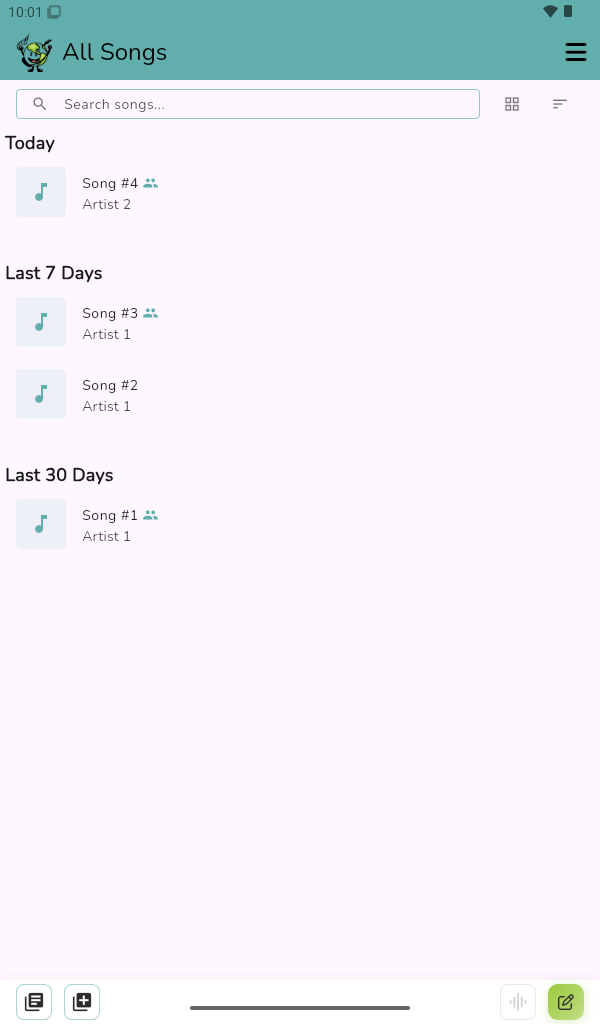 10:01
All Songs
Search songs...
Today
Song #4
Artist 2
Last 7 Days
Song #3
Artist 1
Song #2
Artist 1
Last 30 Days
Song #1
Artist 1